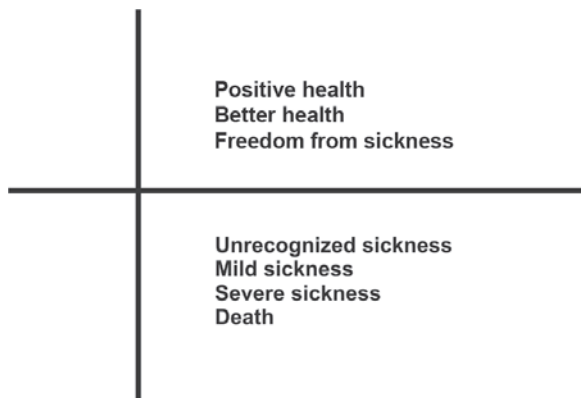 Positive health
Better health
Freedom from sickness
Unrecognized sickness
Mild sickness
Severe sickness
Death